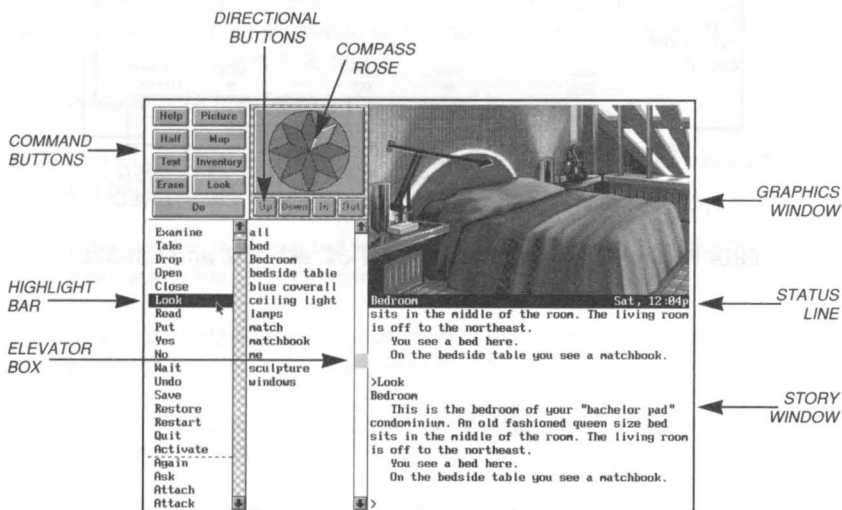 DIRECTIONAL
BUTTONS
COMPASS
ROSE
COMMAND
BUTTONS
Help Picture
Half Map
Text Inventory
Erase Look
Do
Up Down In Out
GRAPHICS
WINDOW
HIGHLIGHT
BAR
ELEVATOR
BOX
Examine
Take
Drop
Open
Close
Look
Read
Put
Yes
No
Wait
Undo
Save
Restore
Restart
Quit
Activate
Again
Ask
Attach
Attack
all
bed
Bedroom
bedside table
blue coverall
ceiling light
lamps
match
matchbook
me
sculpture
windows
Bedroom Sat, 12:04p
sits in the middle of the room. The living room
is off to the northeast.
You see a bed here.
On the bedside table you see a matchbook.
>Look
Bedroom
This is the bedroom of your "bachelor pad"
condominium. An old fashioned queen size bed
sits in the middle of the room. The living room
is off to the northeast.
You see a bed here.
On the bedside table you see a matchbook.
>
STATUS
LINE
STORY
WINDOW